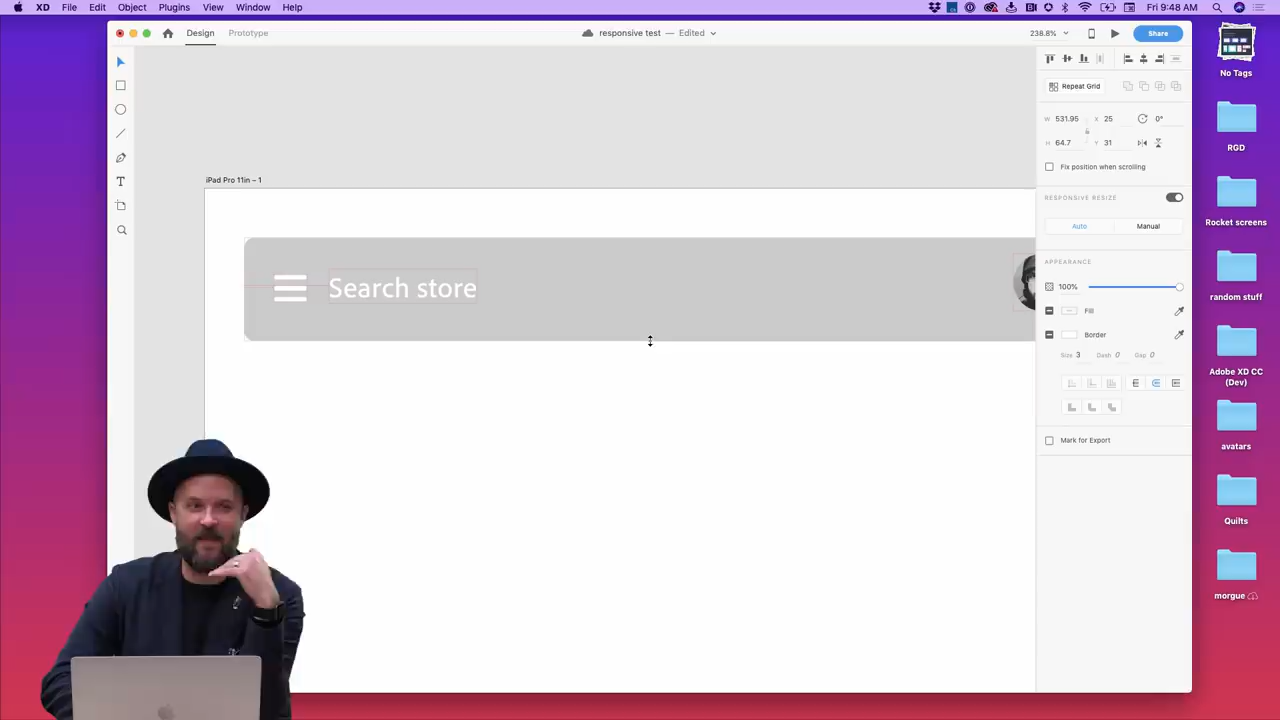 XD File Edit Object Plugins View Window Help
Fri 9:48 AM
Design Prototype
responsive test — Edited
238.8%
Share
Repeat Grid
W 531.95 X 25 0°
H 64.7 Y 31
Fix position when scrolling
RESPONSIVE RESIZE
Auto Manual
APPEARANCE
100%
Fill
Border
Size 3 Dash 0 Gap 0
Mark for Export
iPad Pro 11in – 1
Search store
No Tags
RGD
Rocket screens
random stuff
Adobe XD CC
(Dev)
avatars
Quilts
morgue